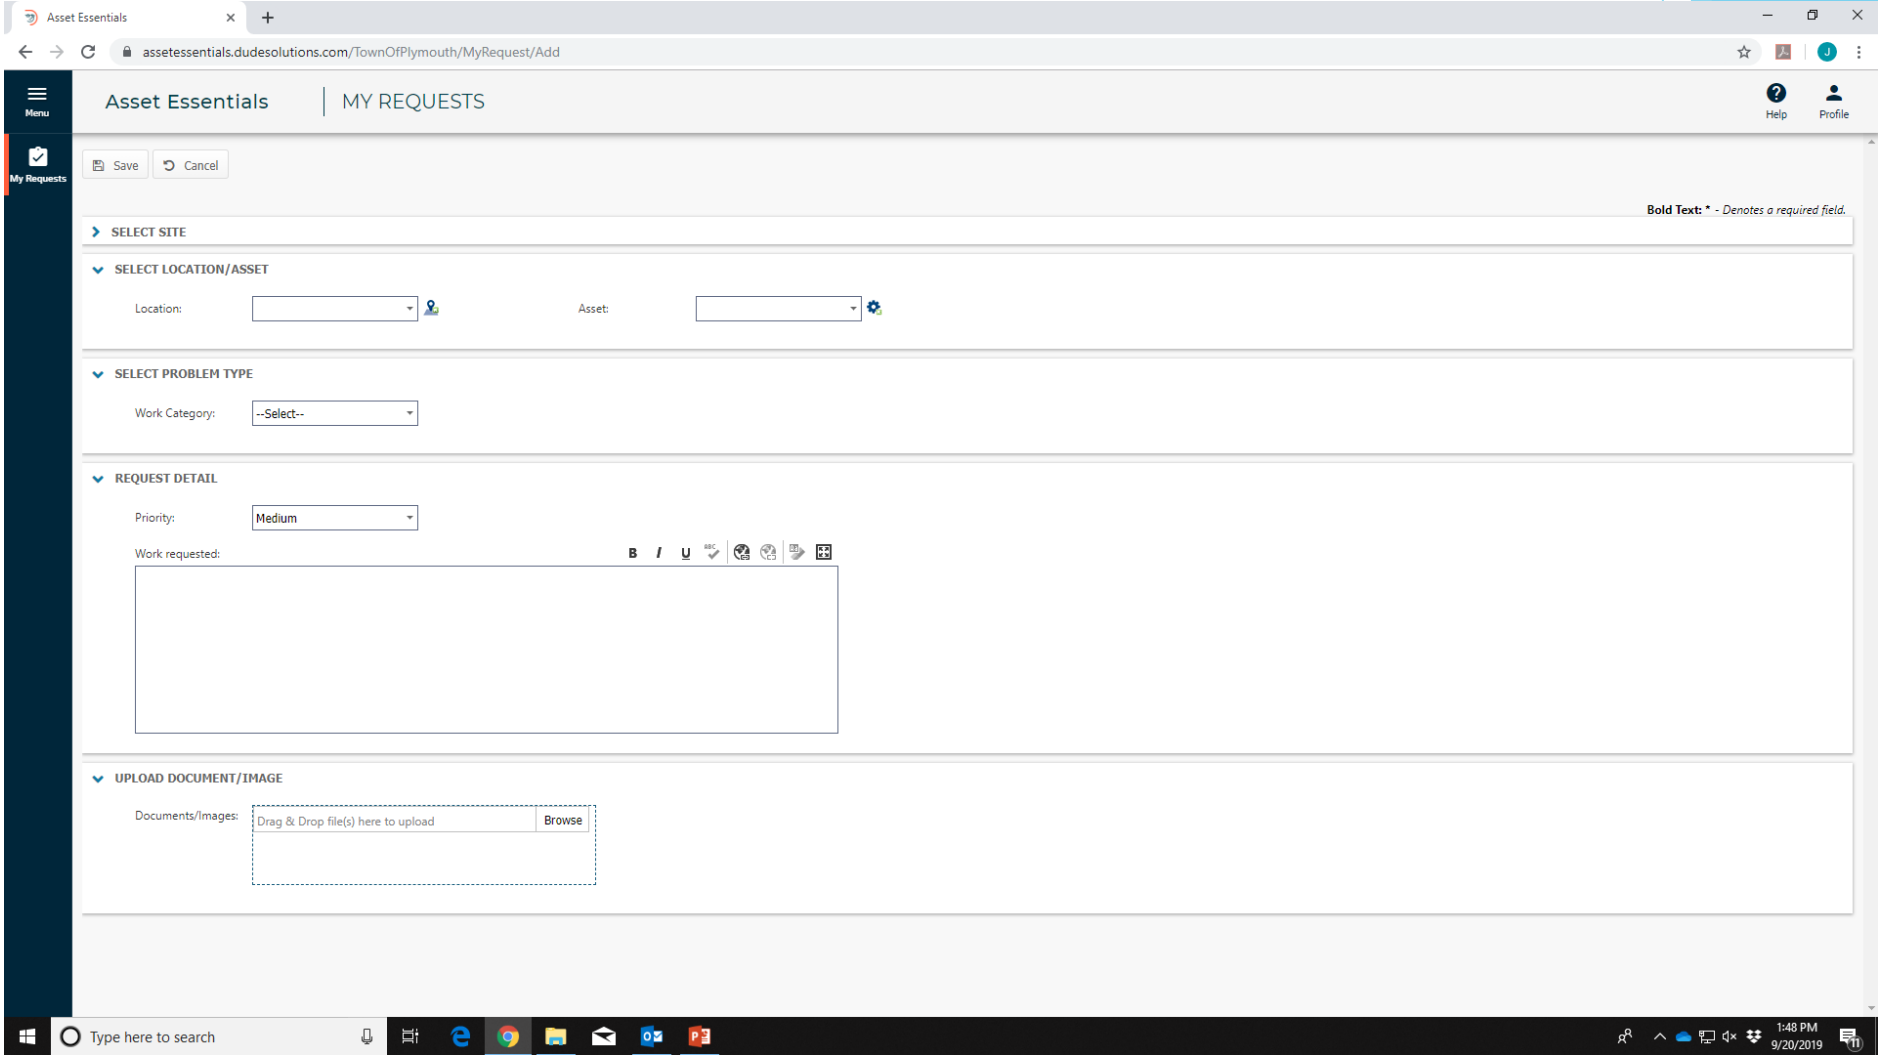 Asset Essentials
assetessentials.dudesolutions.com/TownOfPlymouth/MyRequest/Add
J
Menu
Asset Essentials
MY REQUESTS
Help
Profile
My Requests
Save
Cancel
Bold Text: * - Denotes a required field.
SELECT SITE
SELECT LOCATION/ASSET
Location:
Asset:
SELECT PROBLEM TYPE
Work Category:
--Select--
REQUEST DETAIL
Priority:
Medium
Work requested:
B I U ABC
UPLOAD DOCUMENT/IMAGE
Documents/Images:
Drag & Drop file(s) here to upload
Browse
Type here to search
1:48 PM
9/20/2019
11